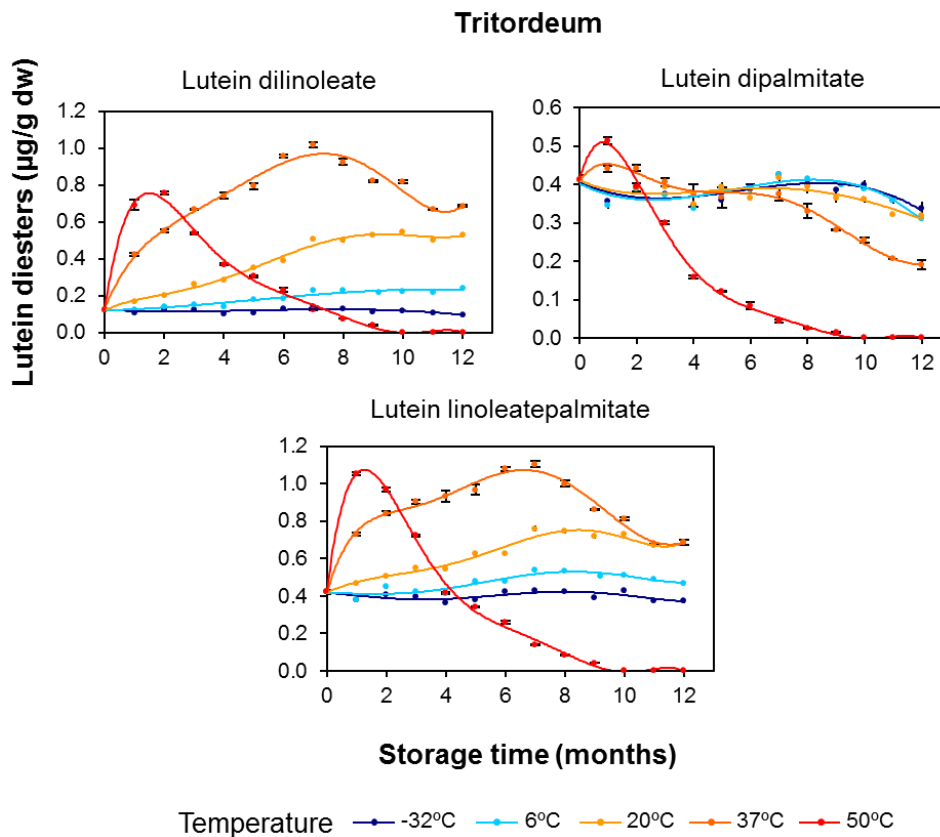 Tritordeum
Lutein dilinoleate
Lutein dipalmitate
Lutein diesters (µg/g dw)
1.2
1.0
0.8
0.6
0.4
0.2
0.0
0 2 4 6 8 10 12
0.6
0.5
0.4
0.3
0.2
0.1
0.0
0 2 4 6 8 10 12
Lutein linoleatepalmitate
1.2
1.0
0.8
0.6
0.4
0.2
0.0
0 2 4 6 8 10 12
Storage time (months)
Temperature -32ºC 6ºC 20ºC 37ºC 50ºC